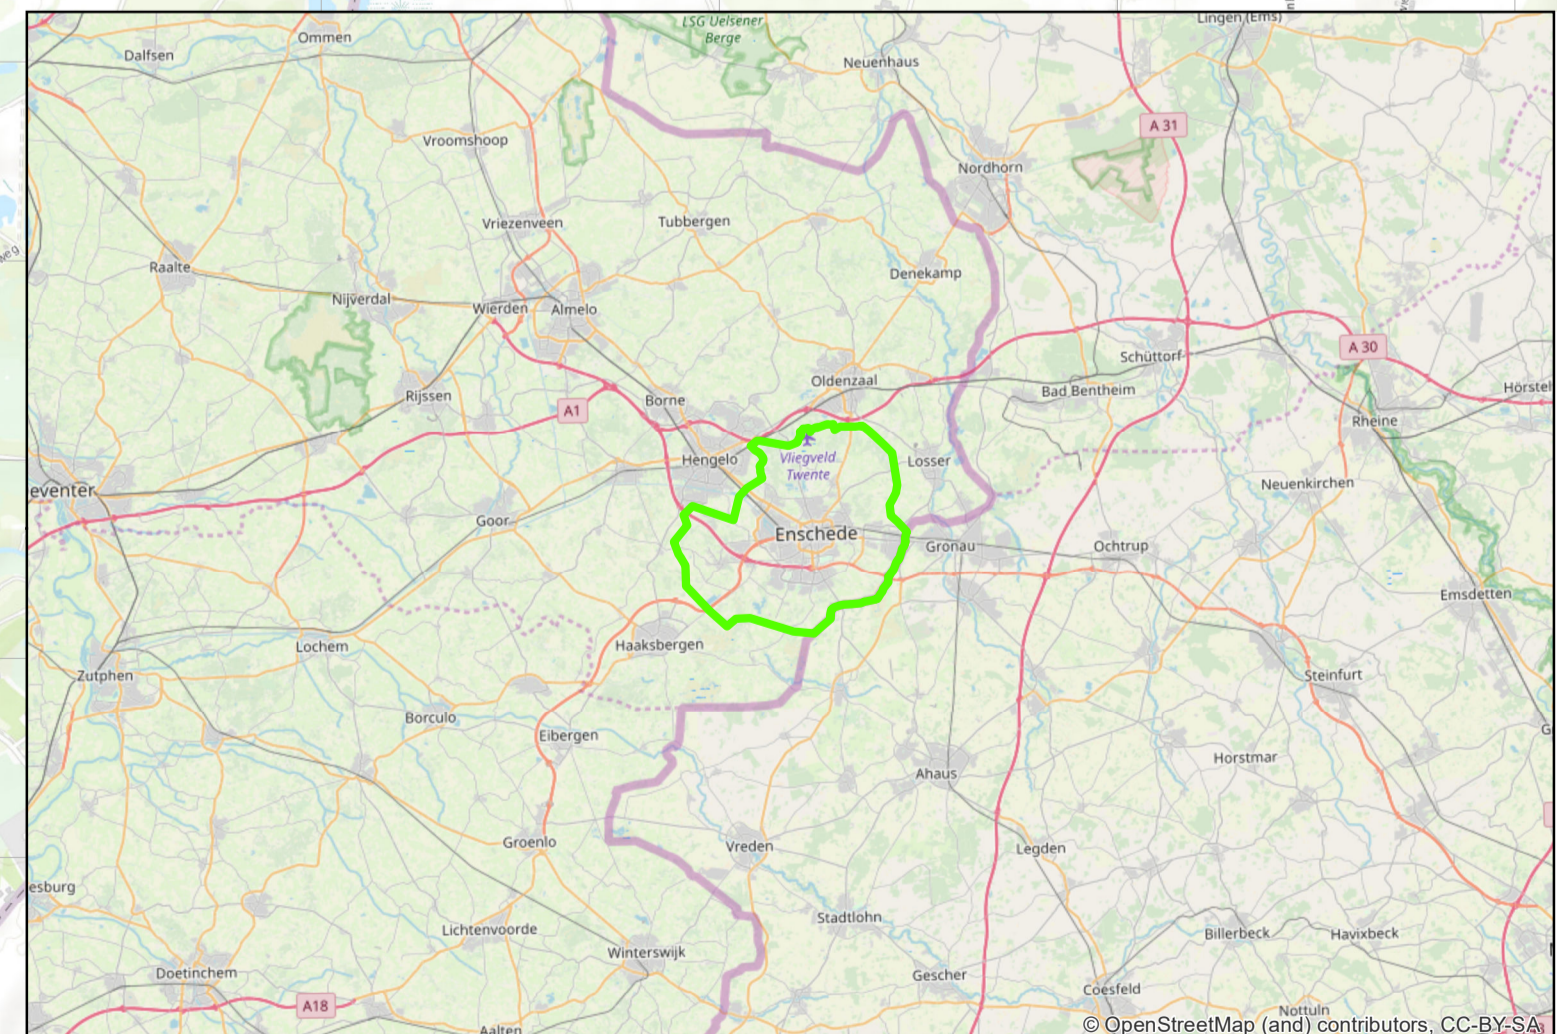 Lingen (Ems)
LSG Uelsener
Berge
Ommen
Dalfsen
Neuenhaus
A 31
Vroomshoop
Nordhorn
Vriezenveen
Tubbergen
weg
Raalte
Denekamp
Nijverdal
Wierden
Almelo
A 30
Schüttorf
Oldenzaal
Bad Bentheim
Hörstel
Rijssen
Borne
A1
Rheine
Hengelo
Vliegveld
Twente
Losser
Neuenkirchen
eventer
Goor
Enschede
Gronau
Ochtrup
Emsdetten
Lochem
Haaksbergen
Zutphen
Steinfurt
Borculo
Eibergen
G
Horstmar
Ahaus
Groenlo
Vreden
Legden
esburg
Stadtlohn
Lichtenvoorde
Billerbeck
Havixbeck
Winterswijk
Doetinchem
Gescher
Coesfeld
A18
Nottuln
Aalten
© OpenStreetMap (and) contributors, CC-BY-SA